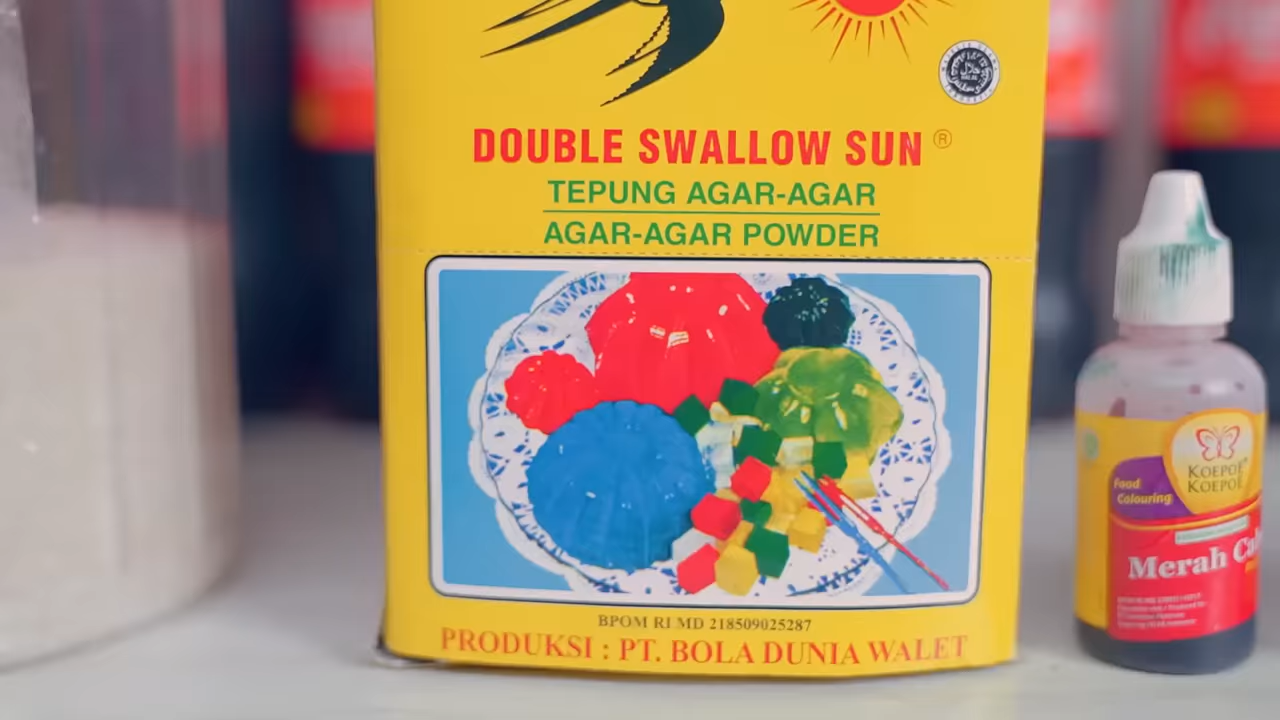 DOUBLE SWALLOW SUN ®
TEPUNG AGAR-AGAR
AGAR-AGAR POWDER
BPOM RI MD 218509025287
PRODUKSI : PT. BOLA DUNIA WALET
KOEPOE
KOEPOE
Food
Colouring
Merah